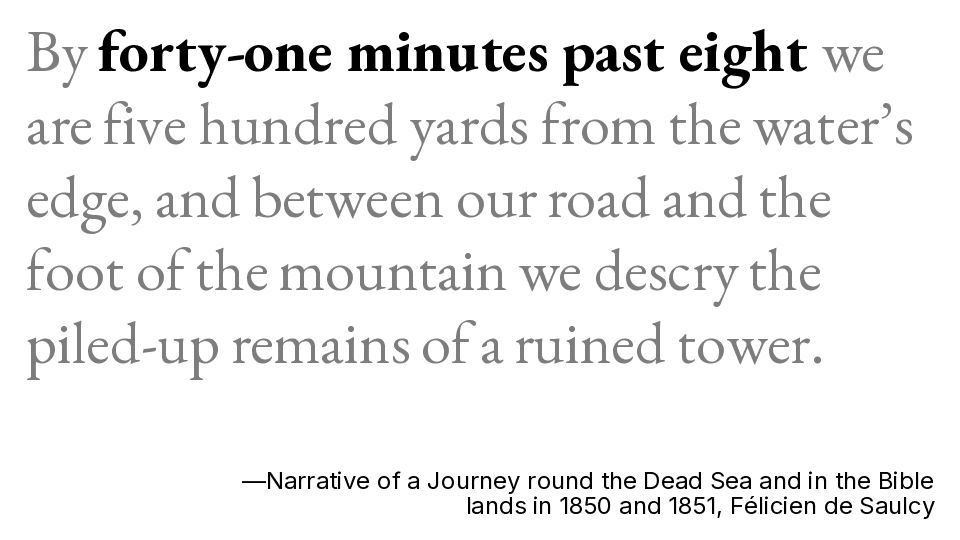 By forty-one minutes past eight we
are five hundred yards from the water’s
edge, and between our road and the
foot of the mountain we descry the
piled-up remains of a ruined tower.
—Narrative of a Journey round the Dead Sea and in the Bible
lands in 1850 and 1851, Félicien de Saulcy